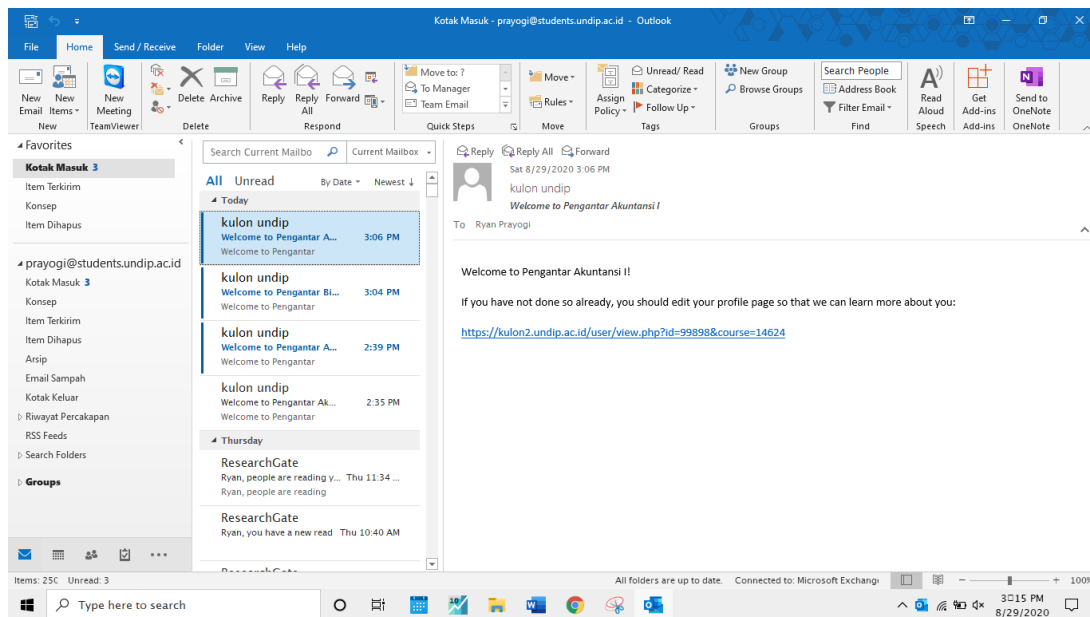 Kotak Masuk - prayogi@students.undip.ac.id - Outlook
File Home Send / Receive Folder View Help
New Email
New Items
New Meeting
Delete Archive
Reply
Reply All
Forward
Move to: ?
To Manager
Team Email
Move
Rules
Assign Policy
Unread/ Read
Categorize
Follow Up
New Group
Browse Groups
Search People
Address Book
Filter Email
Read Aloud
Get Add-ins
Send to OneNote
New TeamViewer Delete Respond Quick Steps Move Tags Groups Find Speech Add-ins OneNote
Favorites
Kotak Masuk 3
Item Terkirim
Konsep
Item Dihapus
prayogi@students.undip.ac.id
Kotak Masuk 3
Konsep
Item Terkirim
Item Dihapus
Arsip
Email Sampah
Kotak Keluar
Riwayat Percakapan
RSS Feeds
Search Folders
Groups
Search Current Mailbo Current Mailbox
All Unread By Date Newest ↓
Today
kulon undip
Welcome to Pengantar A... 3:06 PM
Welcome to Pengantar
kulon undip
Welcome to Pengantar Bi... 3:04 PM
Welcome to Pengantar
kulon undip
Welcome to Pengantar A... 2:39 PM
Welcome to Pengantar
kulon undip
Welcome to Pengantar Ak... 2:35 PM
Welcome to Pengantar
Thursday
ResearchGate
Ryan, people are reading y... Thu 11:34 ...
Ryan, people are reading
ResearchGate
Ryan, you have a new read Thu 10:40 AM
Reply Reply All Forward
Sat 8/29/2020 3:06 PM
kulon undip
Welcome to Pengantar Akuntansi I
To Ryan Prayogi
Welcome to Pengantar Akuntansi I!
If you have not done so already, you should edit your profile page so that we can learn more about you:
https://kulon2.undip.ac.id/user/view.php?id=99898&course=14624
Items: 250 Unread: 3 All folders are up to date. Connected to: Microsoft Exchang 100%
Type here to search
3□15 PM
8/29/2020